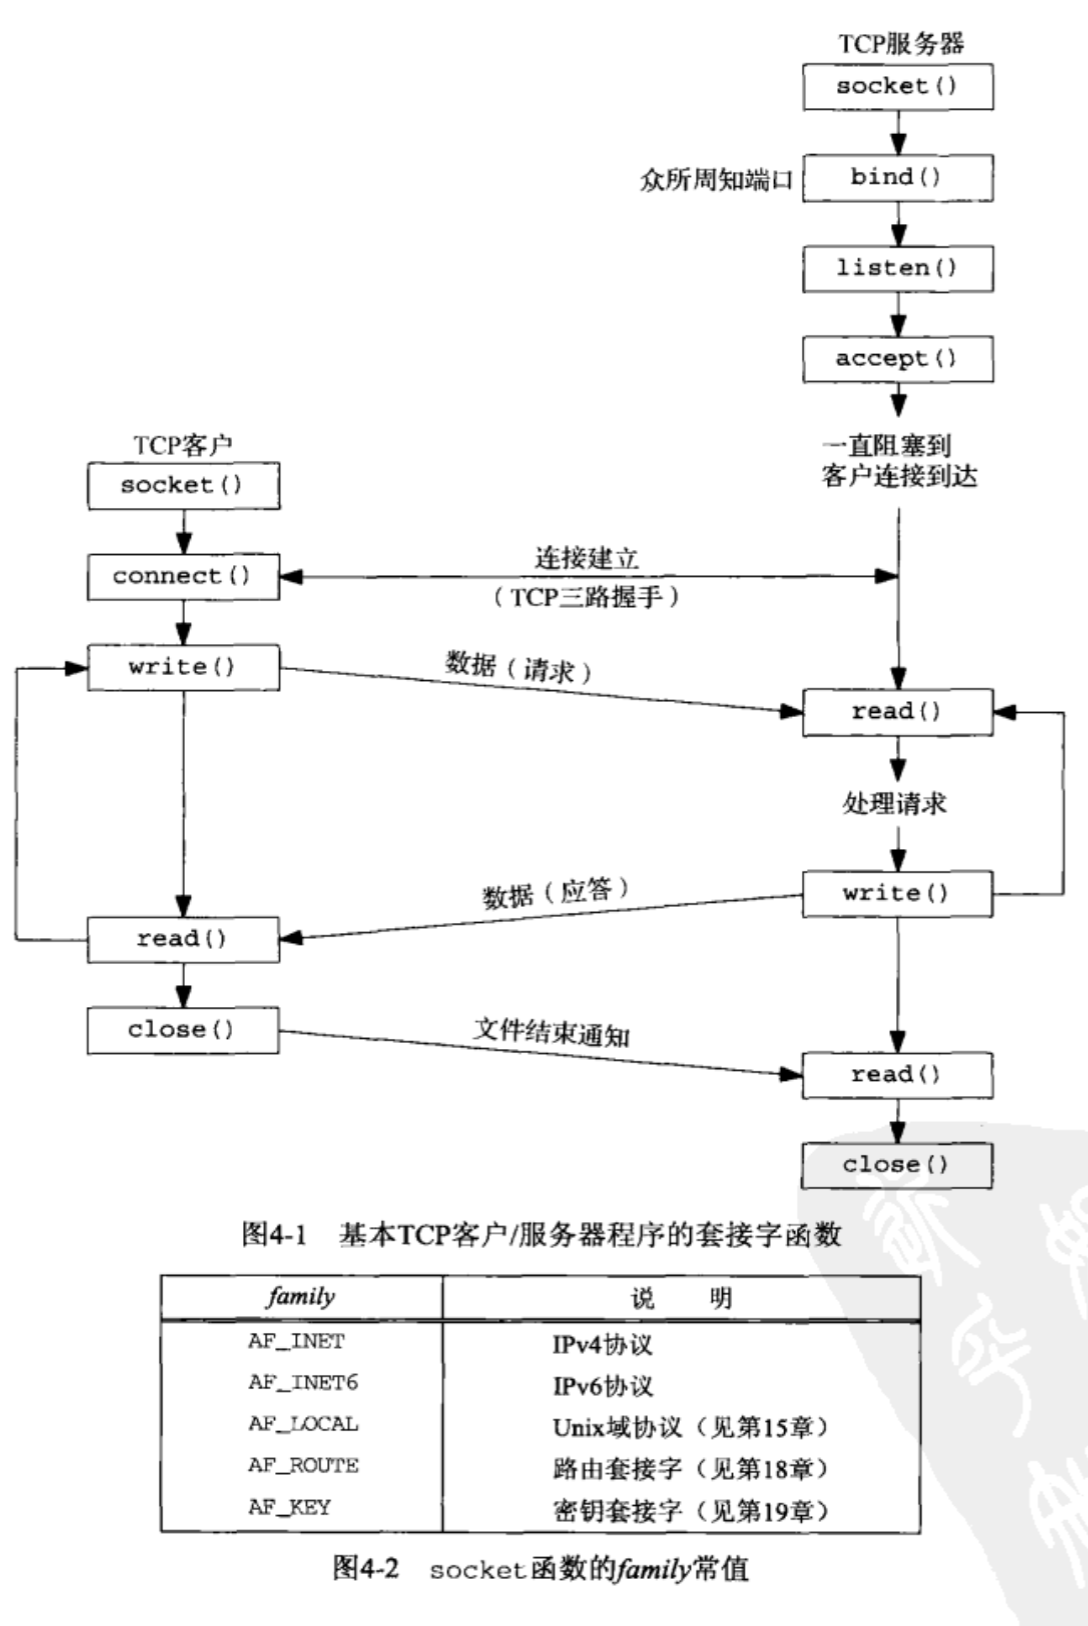 TCP服务器
socket()
众所周知端口
bind()
listen()
accept()
一直阻塞到
客户连接到达
TCP客户
socket()
connect()
连接建立
（TCP三路握手）
write()
数据（请求）
read()
处理请求
write()
数据（应答）
read()
close()
文件结束通知
read()
close()
图4-1 基本TCP客户/服务器程序的套接字函数
family 说 明
AF_INET IPv4协议
AF_INET6 IPv6协议
AF_LOCAL Unix域协议（见第15章）
AF_ROUTE 路由套接字（见第18章）
AF_KEY 密钥套接字（见第19章）
图4-2 socket函数的family常值